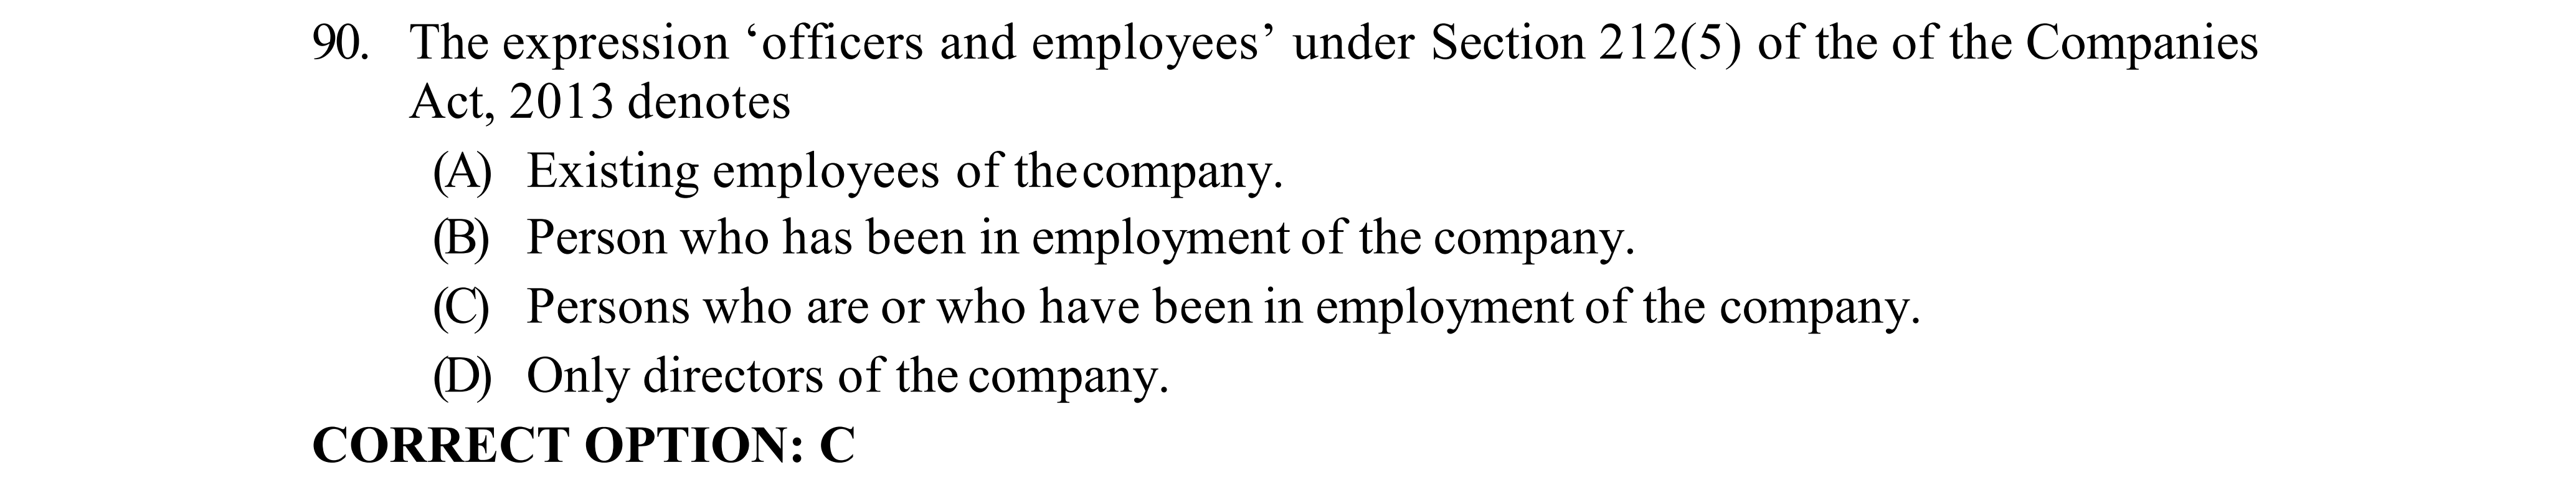 90. The expression ‘officers and employees’ under Section 212(5) of the of the Companies
Act, 2013 denotes
(A) Existing employees of thecompany.
(B) Person who has been in employment of the company.
(C) Persons who are or who have been in employment of the company.
(D) Only directors of the company.
CORRECT OPTION: C